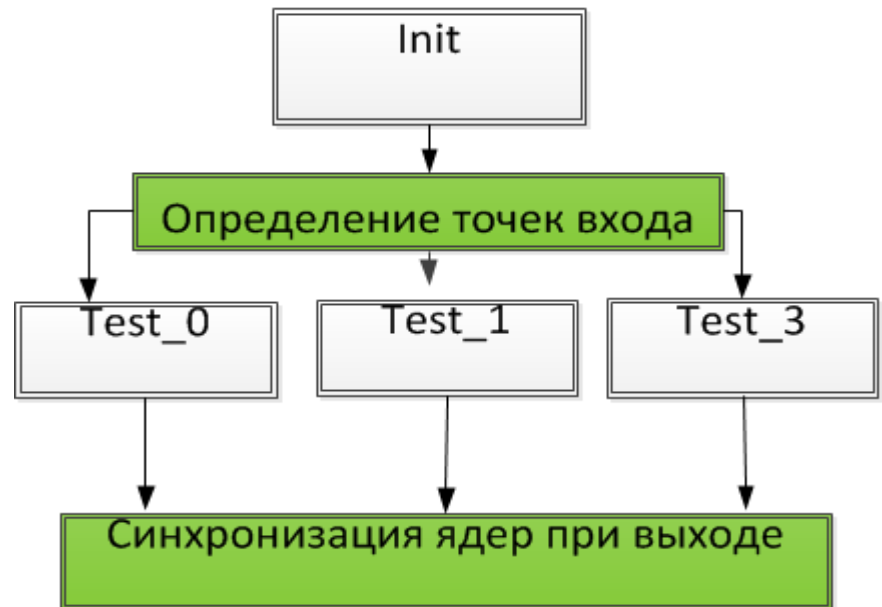 Init
Определение точек входа
Test_0
Test_1
Test_3
Синхронизация ядер при выходе